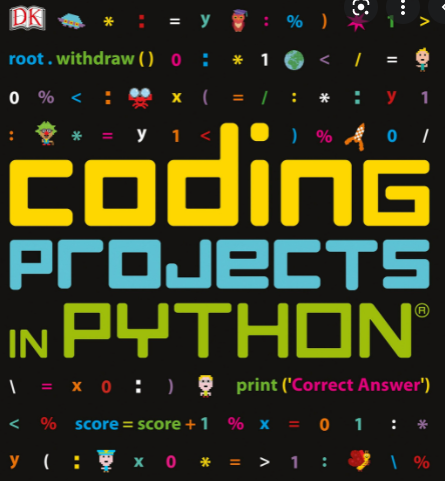 DK * : = y : % ) 1 >
root.withdraw() 0 : * 1 < / =
0 % < : x ( = / : * : y 1
: * = y 1 < ) % 0 /
coding
projects
IN PYTHON®
\ = x 0 : ) print ('Correct Answer')
< % score = score + 1 % x = 0 1 : *
y ( : x 0 * = > 1 : \ %